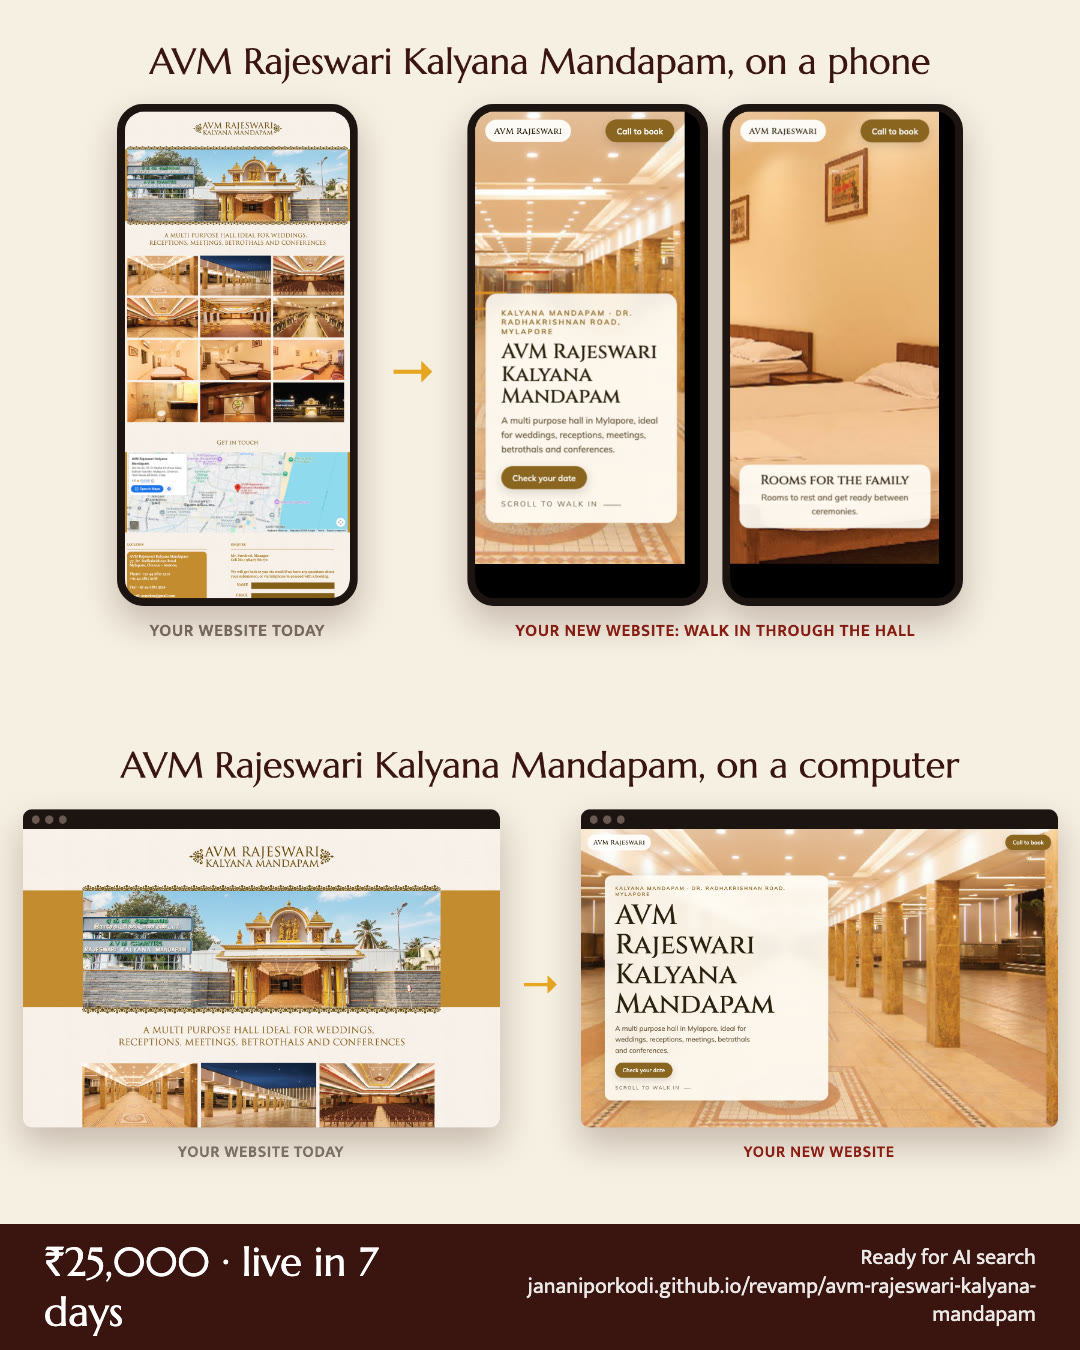 AVM Rajeswari Kalyana Mandapam, on a phone
AVM RAJESWARI
KALYANA MANDAPAM
A MULTI PURPOSE HALL IDEAL FOR WEDDINGS,
RECEPTIONS, MEETINGS, BETROTHALS AND CONFERENCES
GET IN TOUCH
YOUR WEBSITE TODAY
AVM RAJESWARI
Call to book
KALYANA MANDAPAM · DR.
RADHAKRISHNAN ROAD,
MYLAPORE
AVM RAJESWARI
KALYANA
MANDAPAM
A multi purpose hall in Mylapore, ideal
for weddings, receptions, meetings,
betrothals and conferences.
Check your date
SCROLL TO WALK IN
AVM RAJESWARI
Call to book
ROOMS FOR THE FAMILY
Rooms to rest and get ready between
ceremonies.
YOUR NEW WEBSITE: WALK IN THROUGH THE HALL
AVM Rajeswari Kalyana Mandapam, on a computer
AVM RAJESWARI
KALYANA MANDAPAM
AVM CHARITIES
RAJESWARI KALYANA MANDAPAM
A MULTI PURPOSE HALL IDEAL FOR WEDDINGS,
RECEPTIONS, MEETINGS, BETROTHALS AND CONFERENCES
YOUR WEBSITE TODAY
AVM RAJESWARI
Call to book
KALYANA MANDAPAM · DR. RADHAKRISHNAN ROAD,
MYLAPORE
AVM
RAJESWARI
KALYANA
MANDAPAM
A multi purpose hall in Mylapore, ideal for
weddings, receptions, meetings, betrothals
and conferences.
Check your date
SCROLL TO WALK IN
YOUR NEW WEBSITE
₹25,000 · live in 7
days
Ready for AI search
jananiporkodi.github.io/revamp/avm-rajeswari-kalyana-
mandapam